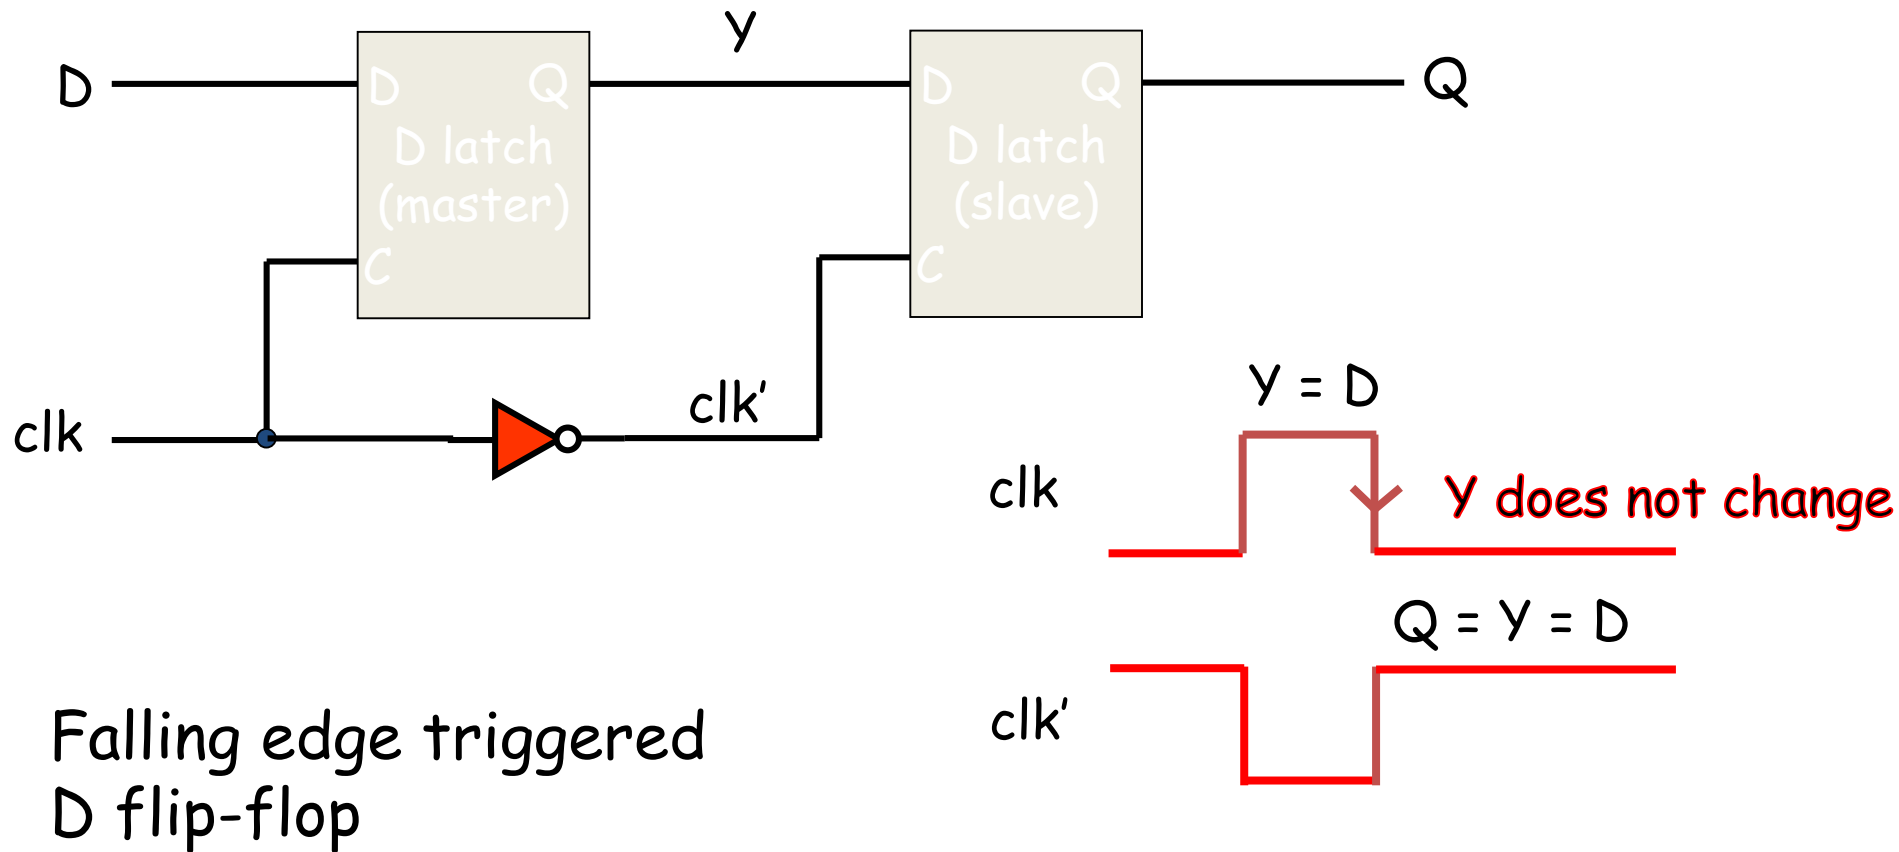 Y
D
D Q
D latch
(master)
C
D Q
D latch
(slave)
C
Q
clk
clk'
Y = D
clk
Y does not change
Q = Y = D
clk'
Falling edge triggered
D flip-flop